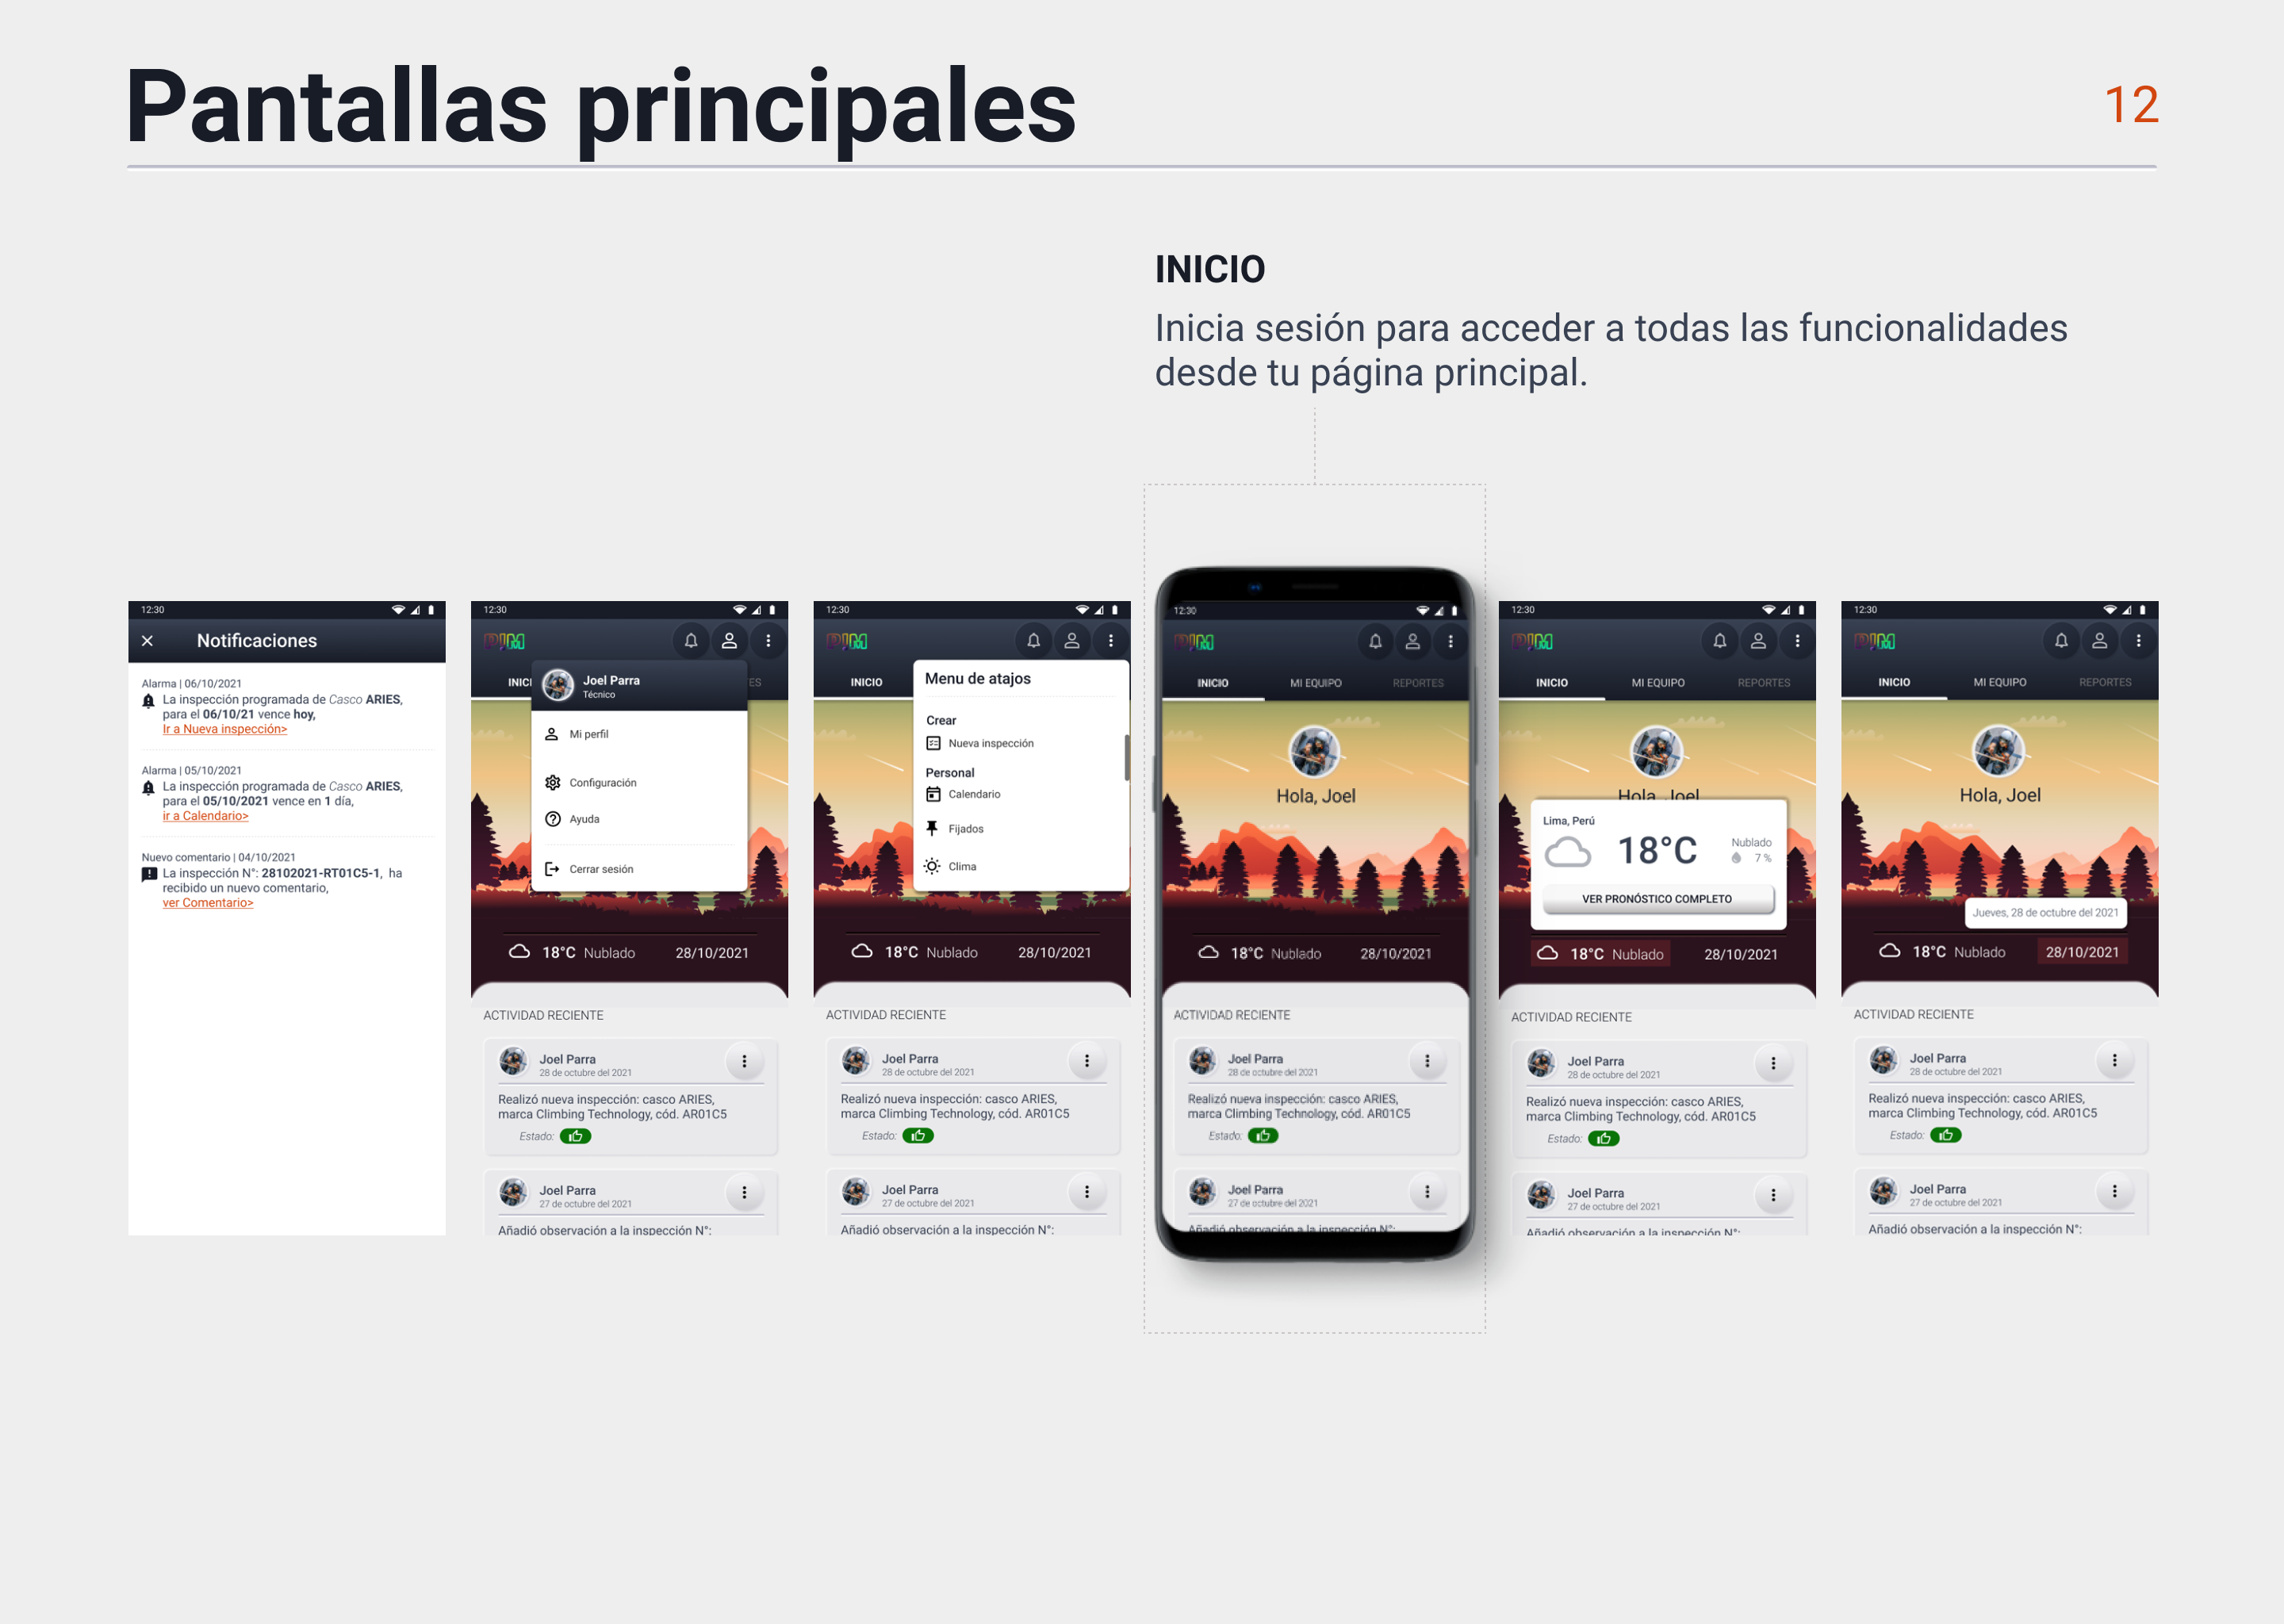 Pantallas principales
12
INICIO
Inicia sesión para acceder a todas las funcionalidades
desde tu página principal.
12:30
Notificaciones
Alarma | 06/10/2021
La inspección programada de Casco ARIES,
para el 06/10/21 vence hoy,
Ir a Nueva inspección>
Alarma | 05/10/2021
La inspección programada de Casco ARIES,
para el 05/10/2021 vence en 1 día,
ir a Calendario>
Nuevo comentario | 04/10/2021
La inspección N°: 28102021-RT01C5-1, ha
recibido un nuevo comentario,
ver Comentario>
12:30
INICI
ES
Joel Parra
Técnico
Mi perfil
Configuración
Ayuda
Cerrar sesión
18°C Nublado 28/10/2021
ACTIVIDAD RECIENTE
Joel Parra
28 de octubre del 2021
Realizó nueva inspección: casco ARIES,
marca Climbing Technology, cód. AR01C5
Estado:
Joel Parra
27 de octubre del 2021
Añadió observación a la inspección N°:
12:30
INICIO
Menu de atajos
Crear
Nueva inspección
Personal
Calendario
Fijados
Clima
18°C Nublado 28/10/2021
ACTIVIDAD RECIENTE
Joel Parra
28 de octubre del 2021
Realizó nueva inspección: casco ARIES,
marca Climbing Technology, cód. AR01C5
Estado:
Joel Parra
27 de octubre del 2021
Añadió observación a la inspección N°:
12:30
INICIO MI EQUIPO REPORTES
Hola, Joel
18°C Nublado 28/10/2021
ACTIVIDAD RECIENTE
Joel Parra
28 de octubre del 2021
Realizó nueva inspección: casco ARIES,
marca Climbing Technology, cód. AR01C5
Estado:
Joel Parra
27 de octubre del 2021
Añadió observación a la inspección N°:
12:30
INICIO MI EQUIPO REPORTES
Hola, Joel
Lima, Perú
18°C
Nublado
7 %
VER PRONÓSTICO COMPLETO
18°C Nublado 28/10/2021
ACTIVIDAD RECIENTE
Joel Parra
28 de octubre del 2021
Realizó nueva inspección: casco ARIES,
marca Climbing Technology, cód. AR01C5
Estado:
Joel Parra
27 de octubre del 2021
Añadió observación a la inspección N°:
12:30
INICIO MI EQUIPO REPORTES
Hola, Joel
Jueves, 28 de octubre del 2021
18°C Nublado 28/10/2021
ACTIVIDAD RECIENTE
Joel Parra
28 de octubre del 2021
Realizó nueva inspección: casco ARIES,
marca Climbing Technology, cód. AR01C5
Estado:
Joel Parra
27 de octubre del 2021
Añadió observación a la inspección N°: